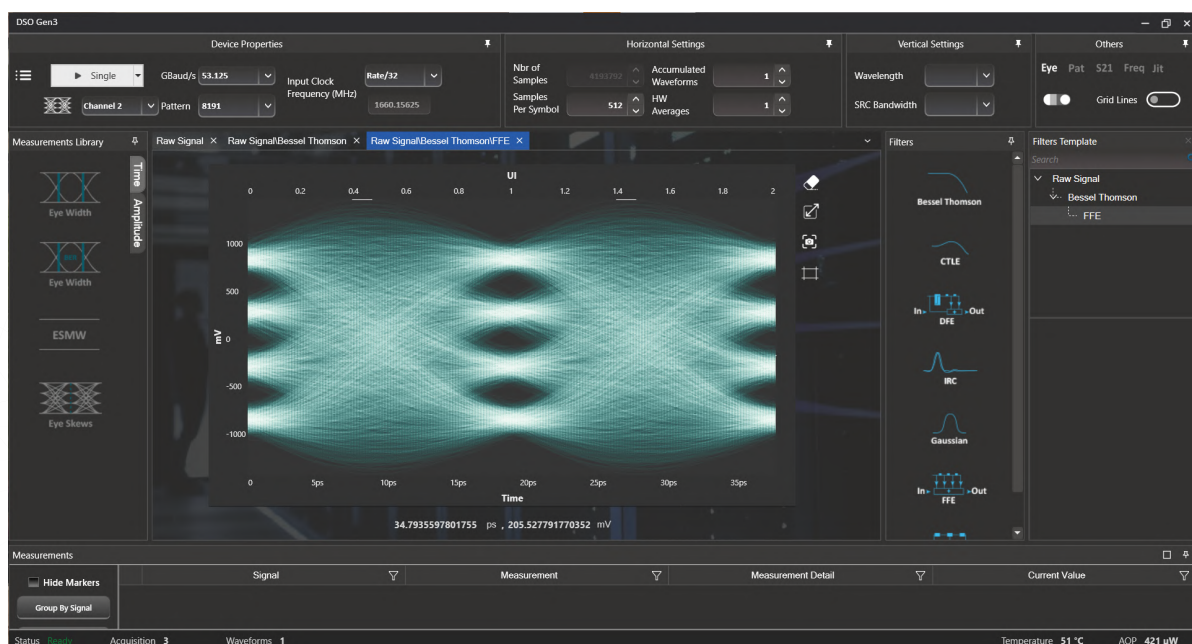 DSO Gen3
Device Properties
Horizontal Settings
Vertical Settings
Others
Single
GBaud/s 53.125
Input Clock
Frequency (MHz)
Rate/32
1660.15625
Channel 2
Pattern 8191
Nbr of
Samples
4193792
Accumulated
Waveforms
1
Samples
Per Symbol
512
HW
Averages
1
Wavelength
SRC Bandwidth
Eye Pat S21 Freq Jit
Grid Lines
Measurements Library
Time
Amplitude
Eye Width
Eye Width
ESMW
Eye Skews
Raw Signal
Raw Signal\Bessel Thomson
Raw Signal\Bessel Thomson\FFE
UI
0 0.2 0.4 0.6 0.8 1 1.2 1.4 1.6 1.8 2
1000
500
mV
0
-500
-1000
0 5ps 10ps 15ps 20ps 25ps 30ps 35ps
Time
34.7935597801755 ps , 205.527791770352 mV
Filters
Bessel Thomson
CTLE
In Out
DFE
IRC
Gaussian
In Out
FFE
Filters Template
Search
Raw Signal
Bessel Thomson
FFE
Measurements
Hide Markers
Group By Signal
Signal
Measurement
Measurement Detail
Current Value
Status Ready Acquisition 3 Waveforms 1
Temperature 51 °C AOP 421 µW